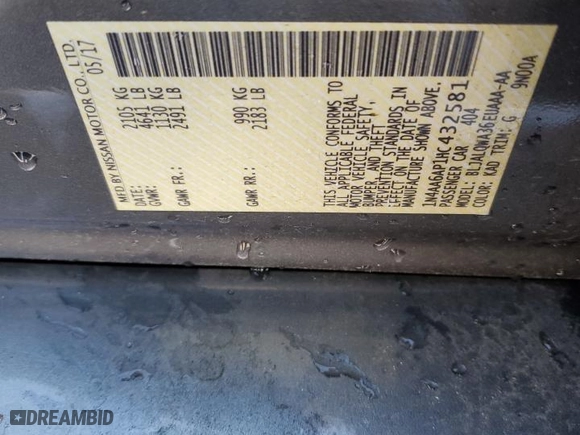 MFD BY NISSAN MOTOR CO., LTD.
05/17
2105 KG
GVWR: 4641 LB
1130 KG
GAWR FR: 2491 LB
990 KG
GAWR RR: 2183 LB
THIS VEHICLE CONFORMS TO
ALL APPLICABLE FEDERAL
MOTOR VEHICLE SAFETY,
BUMPER, AND THEFT
PREVENTION STANDARDS IN
EFFECT ON THE DATE OF
MANUFACTURE SHOWN ABOVE.
1N4AA6AP1HC432581
PASSENGER CAR 404
MODEL: BLJALQWA36EUAAA-AA
COLOR: KAD TRIM: G 9N00A
DREAMBID